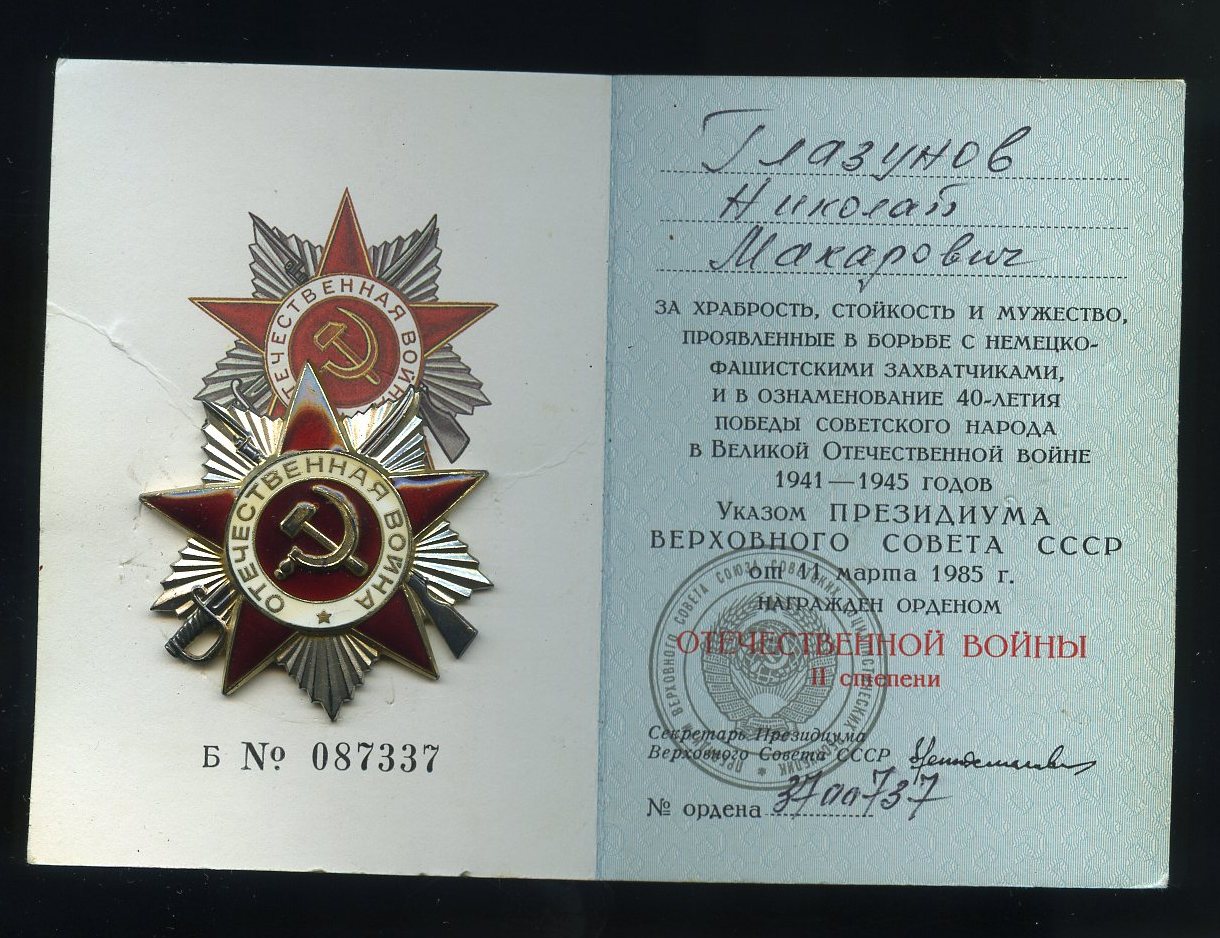 ОТЕЧЕСТВЕННАЯ ВОЙН
ОТЕЧЕСТВЕННАЯ ВОЙНА
Б № 087337
Глазунов
Николай
Макарович
ЗА ХРАБРОСТЬ, СТОЙКОСТЬ И МУЖЕСТВО,
ПРОЯВЛЕННЫЕ В БОРЬБЕ С НЕМЕЦКО-
ФАШИСТСКИМИ ЗАХВАТЧИКАМИ,
И В ОЗНАМЕНОВАНИЕ 40-ЛЕТИЯ
ПОБЕДЫ СОВЕТСКОГО НАРОДА
В ВЕЛИКОЙ ОТЕЧЕСТВЕННОЙ ВОЙНЕ
1941—1945 ГОДОВ
УКАЗОМ ПРЕЗИДИУМА
ВЕРХОВНОГО СОВЕТА СССР
от 11 марта 1985 г.
НАГРАЖДЕН ОРДЕНОМ
ОТЕЧЕСТВЕННОЙ ВОЙНЫ
II степени
Секретарь Президиума
Верховного Совета СССР
№ ордена 3700737